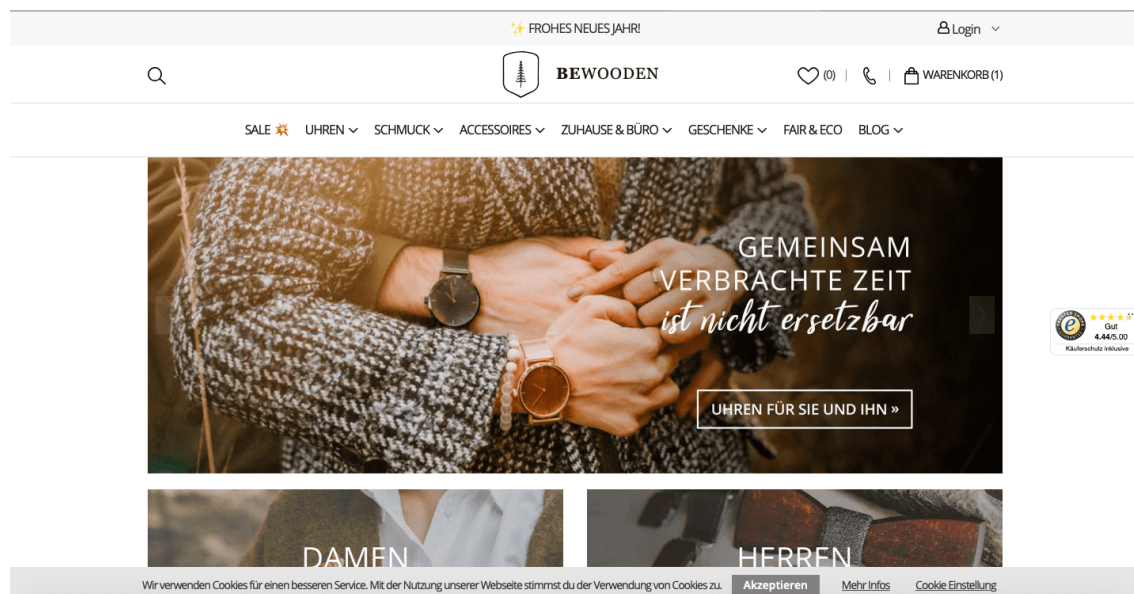 ✨ FROHES NEUES JAHR!
Login
BEWOODEN
(0)
WARENKORB (1)
SALE 💥 UHREN SCHMUCK ACCESSOIRES ZUHAUSE & BÜRO GESCHENKE FAIR & ECO BLOG
GEMEINSAM
VERBRACHTE ZEIT
ist nicht ersetzbar
UHREN FÜR SIE UND IHN »
e
Gut
4.44/5.00
Käuferschutz inklusive
DAMEN
HERREN
Wir verwenden Cookies für einen besseren Service. Mit der Nutzung unserer Webseite stimmst du der Verwendung von Cookies zu. Akzeptieren Mehr Infos Cookie Einstellung